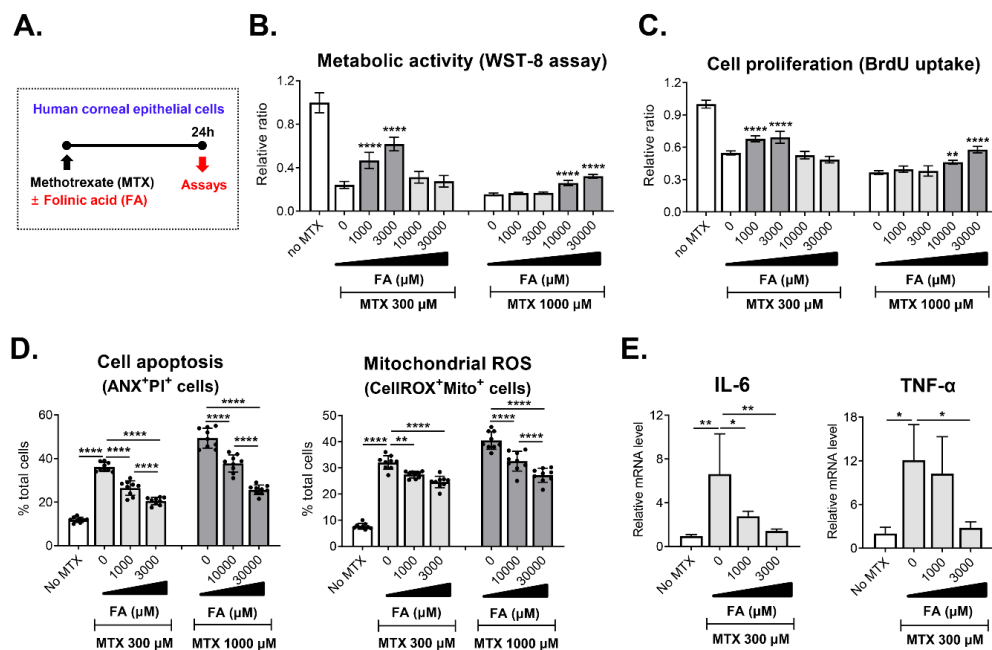 A.
Human corneal epithelial cells
24h
Methotrexate (MTX)
± Folinic acid (FA)
Assays
B.
Metabolic activity (WST-8 assay)
Relative ratio
1.2
0.8
0.4
0.0
****
****
****
****
no MTX
0
1000
3000
10000
30000
0
1000
3000
10000
30000
FA (µM)
FA (µM)
MTX 300 µM
MTX 1000 µM
C.
Cell proliferation (BrdU uptake)
Relative ratio
1.2
0.9
0.6
0.3
0.0
****
****
**
****
no MTX
0
1000
3000
10000
30000
0
1000
3000
10000
30000
FA (µM)
FA (µM)
MTX 300 µM
MTX 1000 µM
D.
Cell apoptosis
(ANX⁺PI⁺ cells)
% total cells
60
40
20
0
****
****
****
****
****
****
****
No MTX
0
1000
3000
0
10000
30000
FA (µM)
FA (µM)
MTX 300 µM
MTX 1000 µM
Mitochondrial ROS
(CellROX⁺Mito⁺ cells)
% total cells
50
40
30
20
10
0
****
****
**
****
****
****
****
No MTX
0
1000
3000
0
10000
30000
FA (µM)
FA (µM)
MTX 300 µM
MTX 1000 µM
E.
IL-6
Relative mRNA level
12
9
6
3
0
**
**
*
No MTX
0
1000
3000
FA (µM)
MTX 300 µM
TNF-α
Relative mRNA level
18
12
6
0
*
*
No MTX
0
1000
3000
FA (µM)
MTX 300 µM